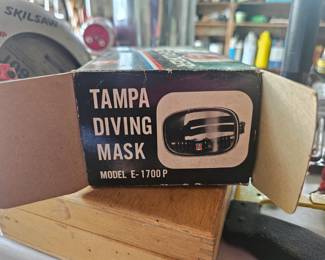 SKILSAW
TAMPA
DIVING
MASK
MODEL E-1700P